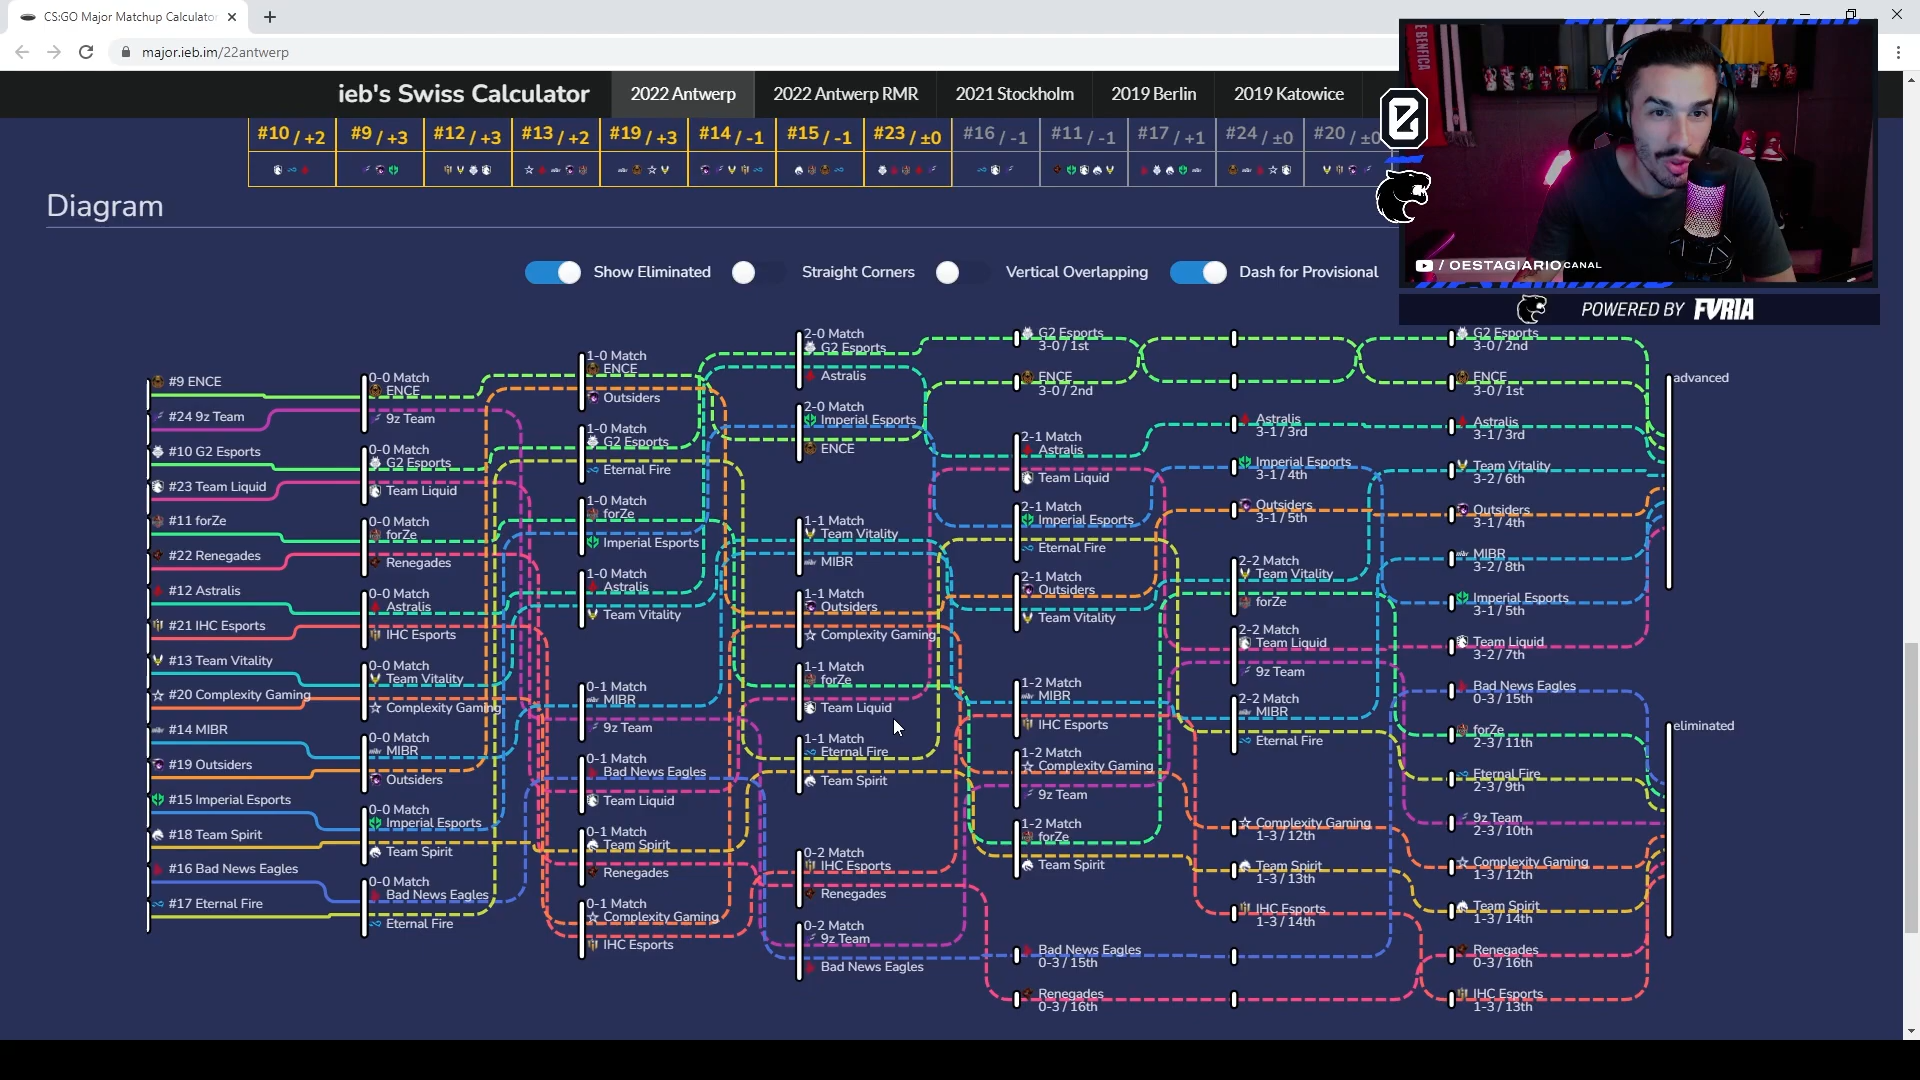 CS:GO Major Matchup Calculator
major.ieb.im/22antwerp
ieb's Swiss Calculator
2022 Antwerp
2022 Antwerp RMR
2021 Stockholm
2019 Berlin
2019 Katowice
#10 / +2
#9 / +3
#12 / +3
#13 / +2
#19 / +3
#14 / -1
#15 / -1
#23 / ±0
#16 / -1
#11 / -1
#17 / +1
#24 / ±0
#20 / ±0
E BENFICA
/ OESTAGIARIOCANAL
POWERED BY FVRIA
Diagram
Show Eliminated
Straight Corners
Vertical Overlapping
Dash for Provisional
#9 ENCE
#24 9z Team
#10 G2 Esports
#23 Team Liquid
#11 forZe
#22 Renegades
#12 Astralis
#21 IHC Esports
#13 Team Vitality
#20 Complexity Gaming
#14 MIBR
#19 Outsiders
#15 Imperial Esports
#18 Team Spirit
#16 Bad News Eagles
#17 Eternal Fire
0-0 Match
ENCE
9z Team
0-0 Match
G2 Esports
Team Liquid
0-0 Match
forZe
Renegades
0-0 Match
Astralis
IHC Esports
0-0 Match
Team Vitality
Complexity Gaming
0-0 Match
MIBR
Outsiders
0-0 Match
Imperial Esports
Team Spirit
0-0 Match
Bad News Eagles
Eternal Fire
1-0 Match
ENCE
Outsiders
1-0 Match
G2 Esports
Eternal Fire
1-0 Match
forZe
Imperial Esports
1-0 Match
Astralis
Team Vitality
0-1 Match
MIBR
9z Team
0-1 Match
Bad News Eagles
Team Liquid
0-1 Match
Team Spirit
Renegades
0-1 Match
Complexity Gaming
IHC Esports
2-0 Match
G2 Esports
Astralis
2-0 Match
Imperial Esports
ENCE
1-1 Match
Team Vitality
MIBR
1-1 Match
Outsiders
Complexity Gaming
1-1 Match
forZe
Team Liquid
1-1 Match
Eternal Fire
Team Spirit
0-2 Match
IHC Esports
Renegades
0-2 Match
9z Team
Bad News Eagles
G2 Esports
3-0 / 1st
ENCE
3-0 / 2nd
2-1 Match
Astralis
Team Liquid
2-1 Match
Imperial Esports
Eternal Fire
2-1 Match
Outsiders
Team Vitality
1-2 Match
MIBR
IHC Esports
1-2 Match
Complexity Gaming
9z Team
1-2 Match
forZe
Team Spirit
Bad News Eagles
0-3 / 15th
Renegades
0-3 / 16th
Astralis
3-1 / 3rd
Imperial Esports
3-1 / 4th
Outsiders
3-1 / 5th
2-2 Match
Team Vitality
forZe
2-2 Match
Team Liquid
9z Team
2-2 Match
MIBR
Eternal Fire
Complexity Gaming
1-3 / 12th
Team Spirit
1-3 / 13th
IHC Esports
1-3 / 14th
G2 Esports
3-0 / 2nd
ENCE
3-0 / 1st
Astralis
3-1 / 3rd
Team Vitality
3-2 / 6th
Outsiders
3-1 / 4th
MIBR
3-2 / 8th
Imperial Esports
3-1 / 5th
Team Liquid
3-2 / 7th
Bad News Eagles
0-3 / 15th
forZe
2-3 / 11th
Eternal Fire
2-3 / 9th
9z Team
2-3 / 10th
Complexity Gaming
1-3 / 12th
Team Spirit
1-3 / 14th
Renegades
0-3 / 16th
IHC Esports
1-3 / 13th
advanced
eliminated